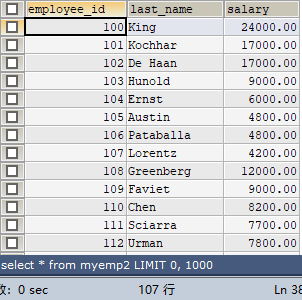 employee_id last_name salary
100 King 24000.00
101 Kochhar 17000.00
102 De Haan 17000.00
103 Hunold 9000.00
104 Ernst 6000.00
105 Austin 4800.00
106 Pataballa 4800.00
107 Lorentz 4200.00
108 Greenberg 12000.00
109 Faviet 9000.00
110 Chen 8200.00
111 Sciarra 7700.00
112 Urman 7800.00
select * from myemp2 LIMIT 0, 1000
: 0 sec 107 行 Ln 38